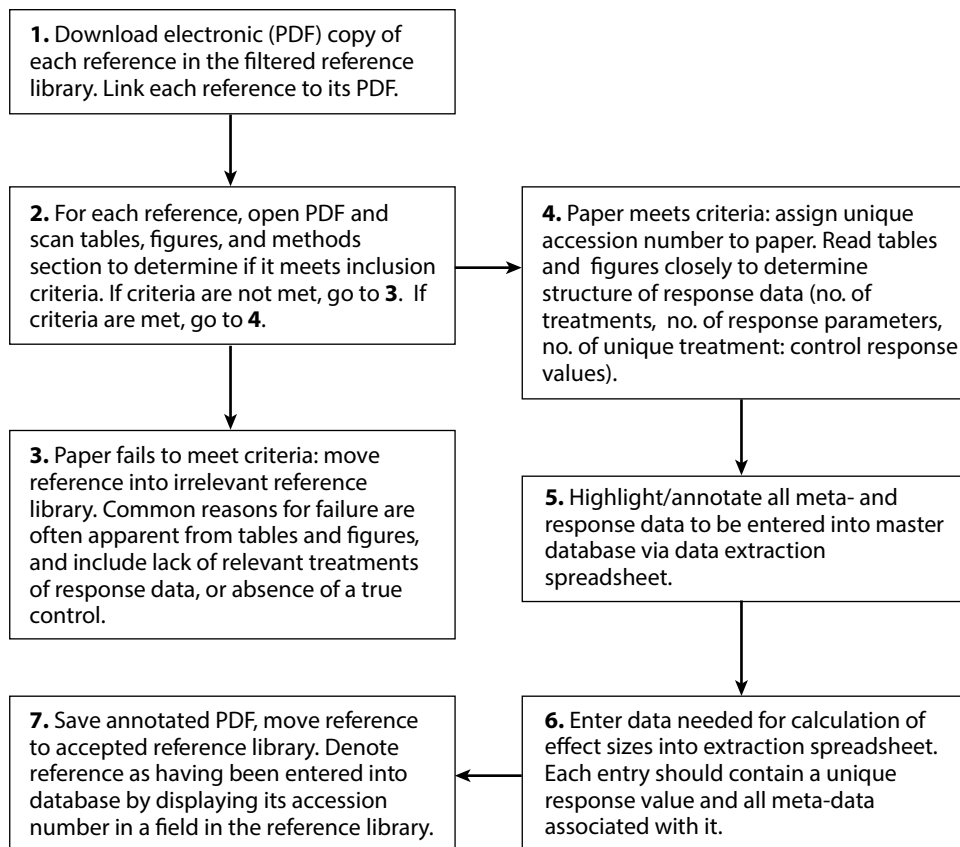 1. Download electronic (PDF) copy of
each reference in the filtered reference
library. Link each reference to its PDF.
2. For each reference, open PDF and
scan tables, figures, and methods
section to determine if it meets inclusion
criteria. If criteria are not met, go to 3. If
criteria are met, go to 4.
3. Paper fails to meet criteria: move
reference into irrelevant reference
library. Common reasons for failure are
often apparent from tables and figures,
and include lack of relevant treatments
of response data, or absence of a true
control.
4. Paper meets criteria: assign unique
accession number to paper. Read tables
and figures closely to determine
structure of response data (no. of
treatments, no. of response parameters,
no. of unique treatment: control response
values).
5. Highlight/annotate all meta- and
response data to be entered into master
database via data extraction
spreadsheet.
6. Enter data needed for calculation of
effect sizes into extraction spreadsheet.
Each entry should contain a unique
response value and all meta-data
associated with it.
7. Save annotated PDF, move reference
to accepted reference library. Denote
reference as having been entered into
database by displaying its accession
number in a field in the reference library.